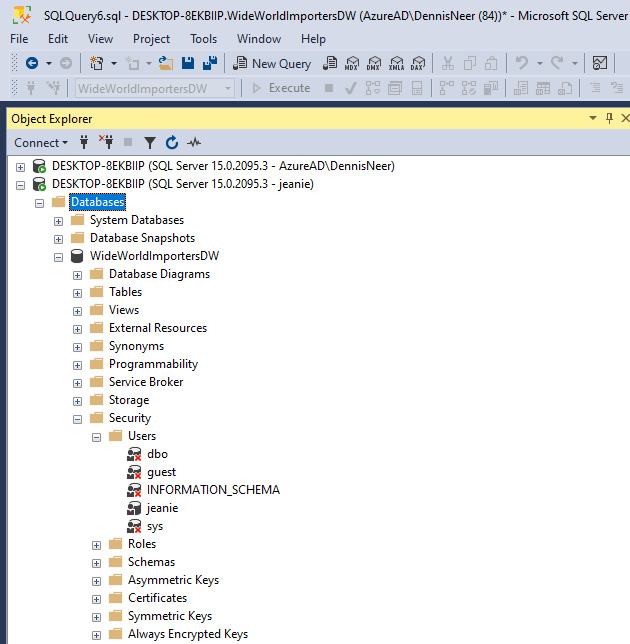 SQLQuery6.sql - DESKTOP-8EKBIIP.WideWorldImportersDW (AzureAD\DennisNeer (84))* - Microsoft SQL Server
File Edit View Project Tools Window Help
New Query MDX DMX XMLA DAX
WideWorldImportersDW Execute
Object Explorer
Connect
DESKTOP-8EKBIIP (SQL Server 15.0.2095.3 - AzureAD\DennisNeer)
DESKTOP-8EKBIIP (SQL Server 15.0.2095.3 - jeanie)
Databases
System Databases
Database Snapshots
WideWorldImportersDW
Database Diagrams
Tables
Views
External Resources
Synonyms
Programmability
Service Broker
Storage
Security
Users
dbo
guest
INFORMATION_SCHEMA
jeanie
sys
Roles
Schemas
Asymmetric Keys
Certificates
Symmetric Keys
Always Encrypted Keys